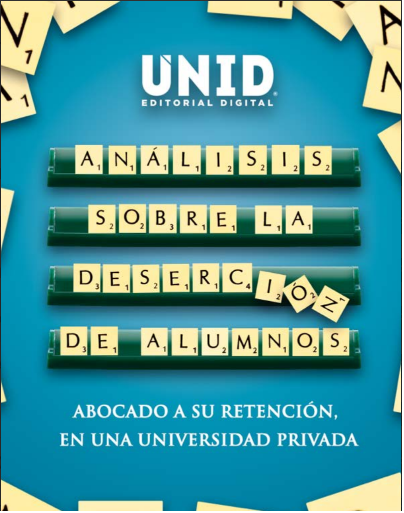 UNID
EDITORIAL DIGITAL
ANÁLISIS
SOBRE LA
DESERCIÓN
DE ALUMNOS
ABOCADO A SU RETENCIÓN,
EN UNA UNIVERSIDAD PRIVADA